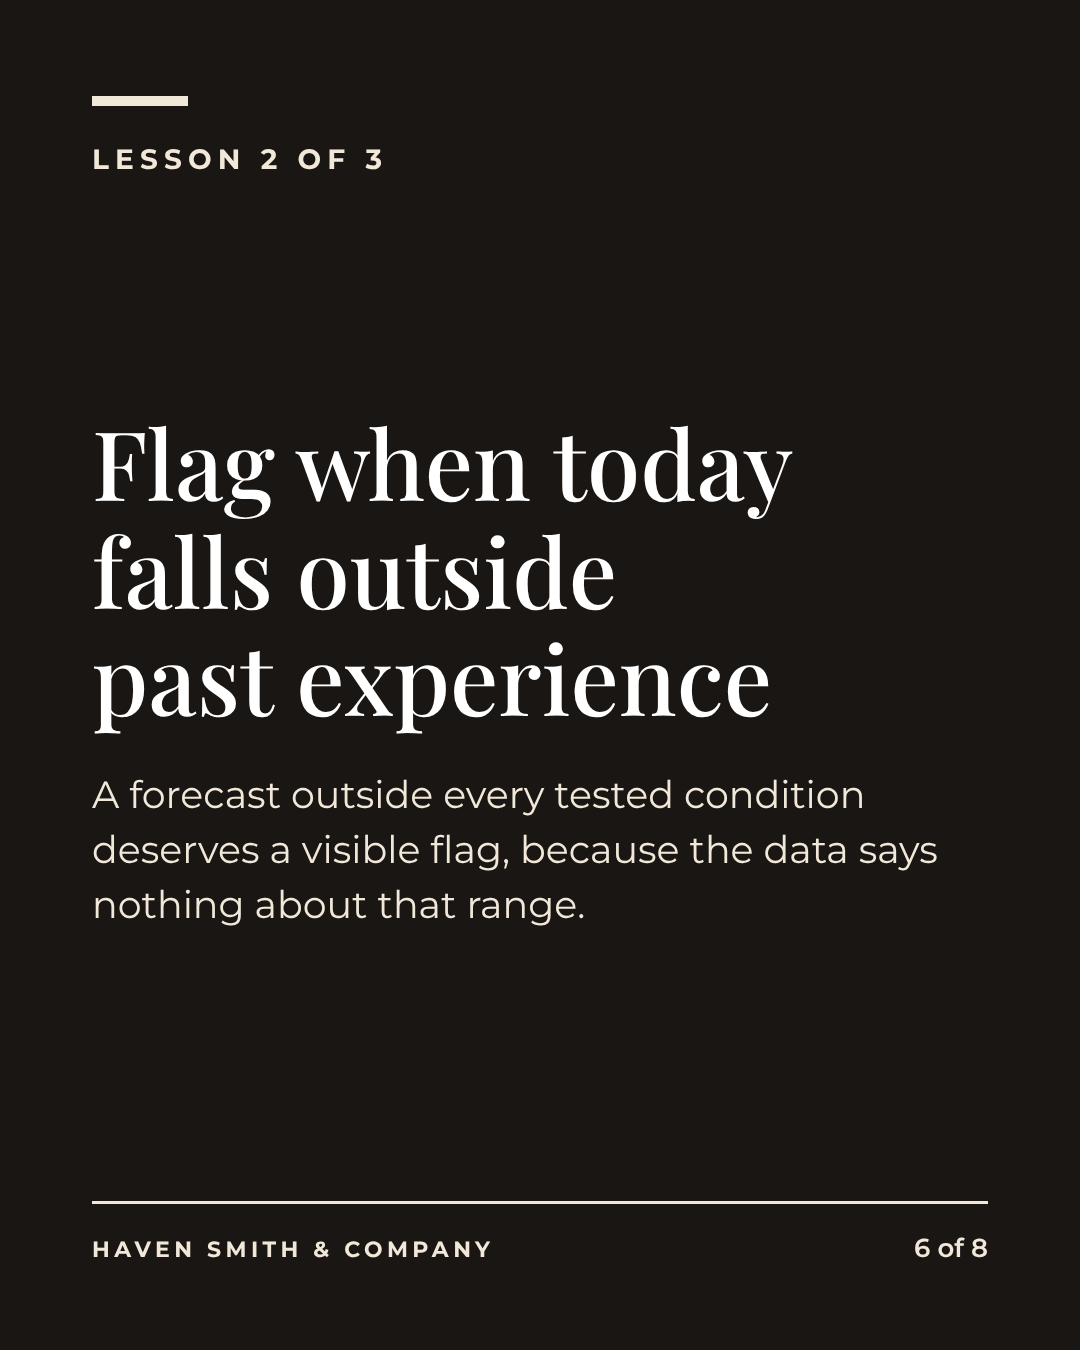 LESSON 2 OF 3
Flag when today
falls outside
past experience
A forecast outside every tested condition
deserves a visible flag, because the data says
nothing about that range.
HAVEN SMITH & COMPANY
6 of 8